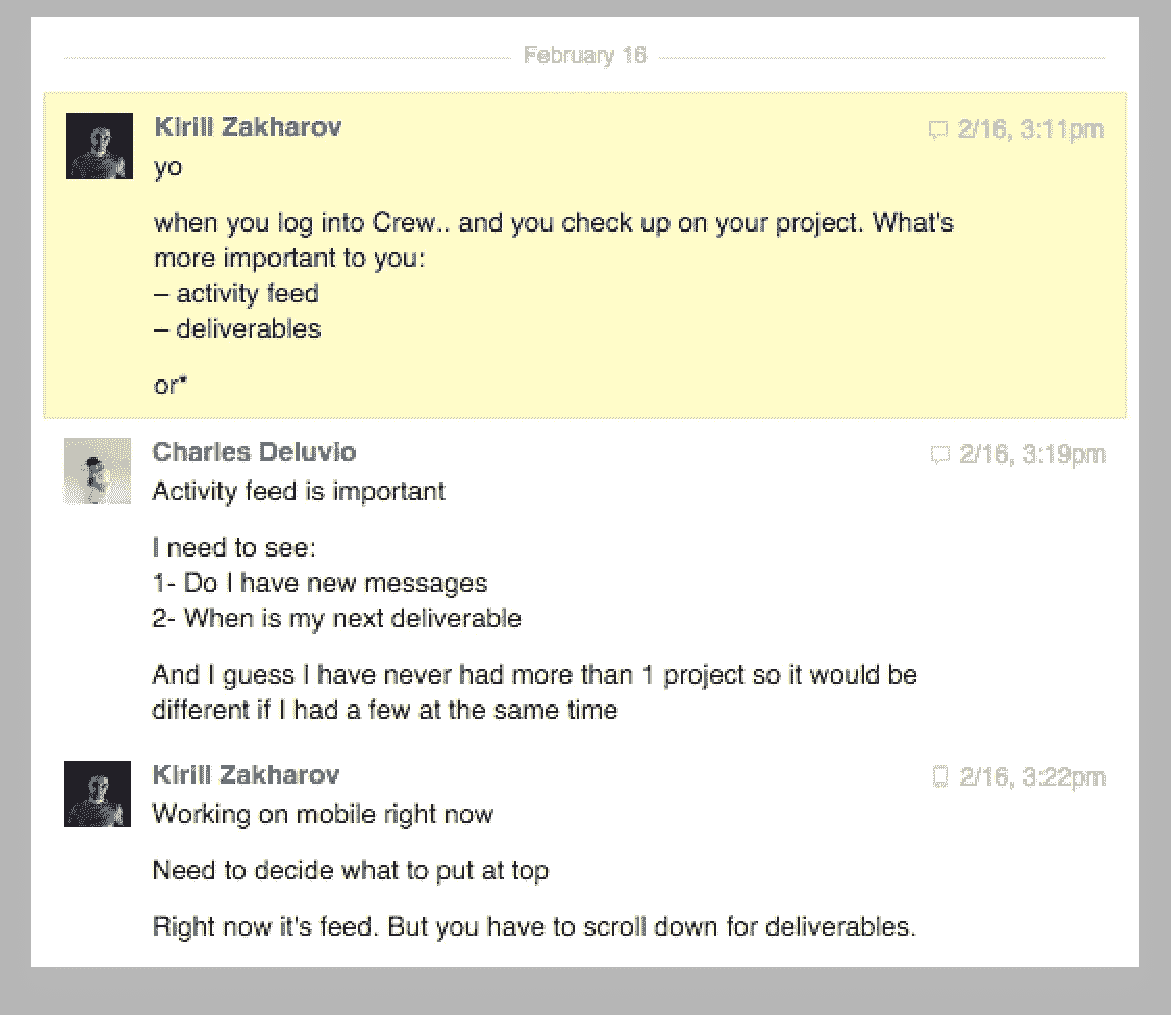 February 16
Kirill Zakharov
2/16, 3:11pm
yo
when you log into Crew.. and you check up on your project. What's
more important to you:
– activity feed
– deliverables
or*
Charles Deluvio
2/16, 3:19pm
Activity feed is important
I need to see:
1- Do I have new messages
2- When is my next deliverable
And I guess I have never had more than 1 project so it would be
different if I had a few at the same time
Kirill Zakharov
2/16, 3:22pm
Working on mobile right now
Need to decide what to put at top
Right now it's feed. But you have to scroll down for deliverables.